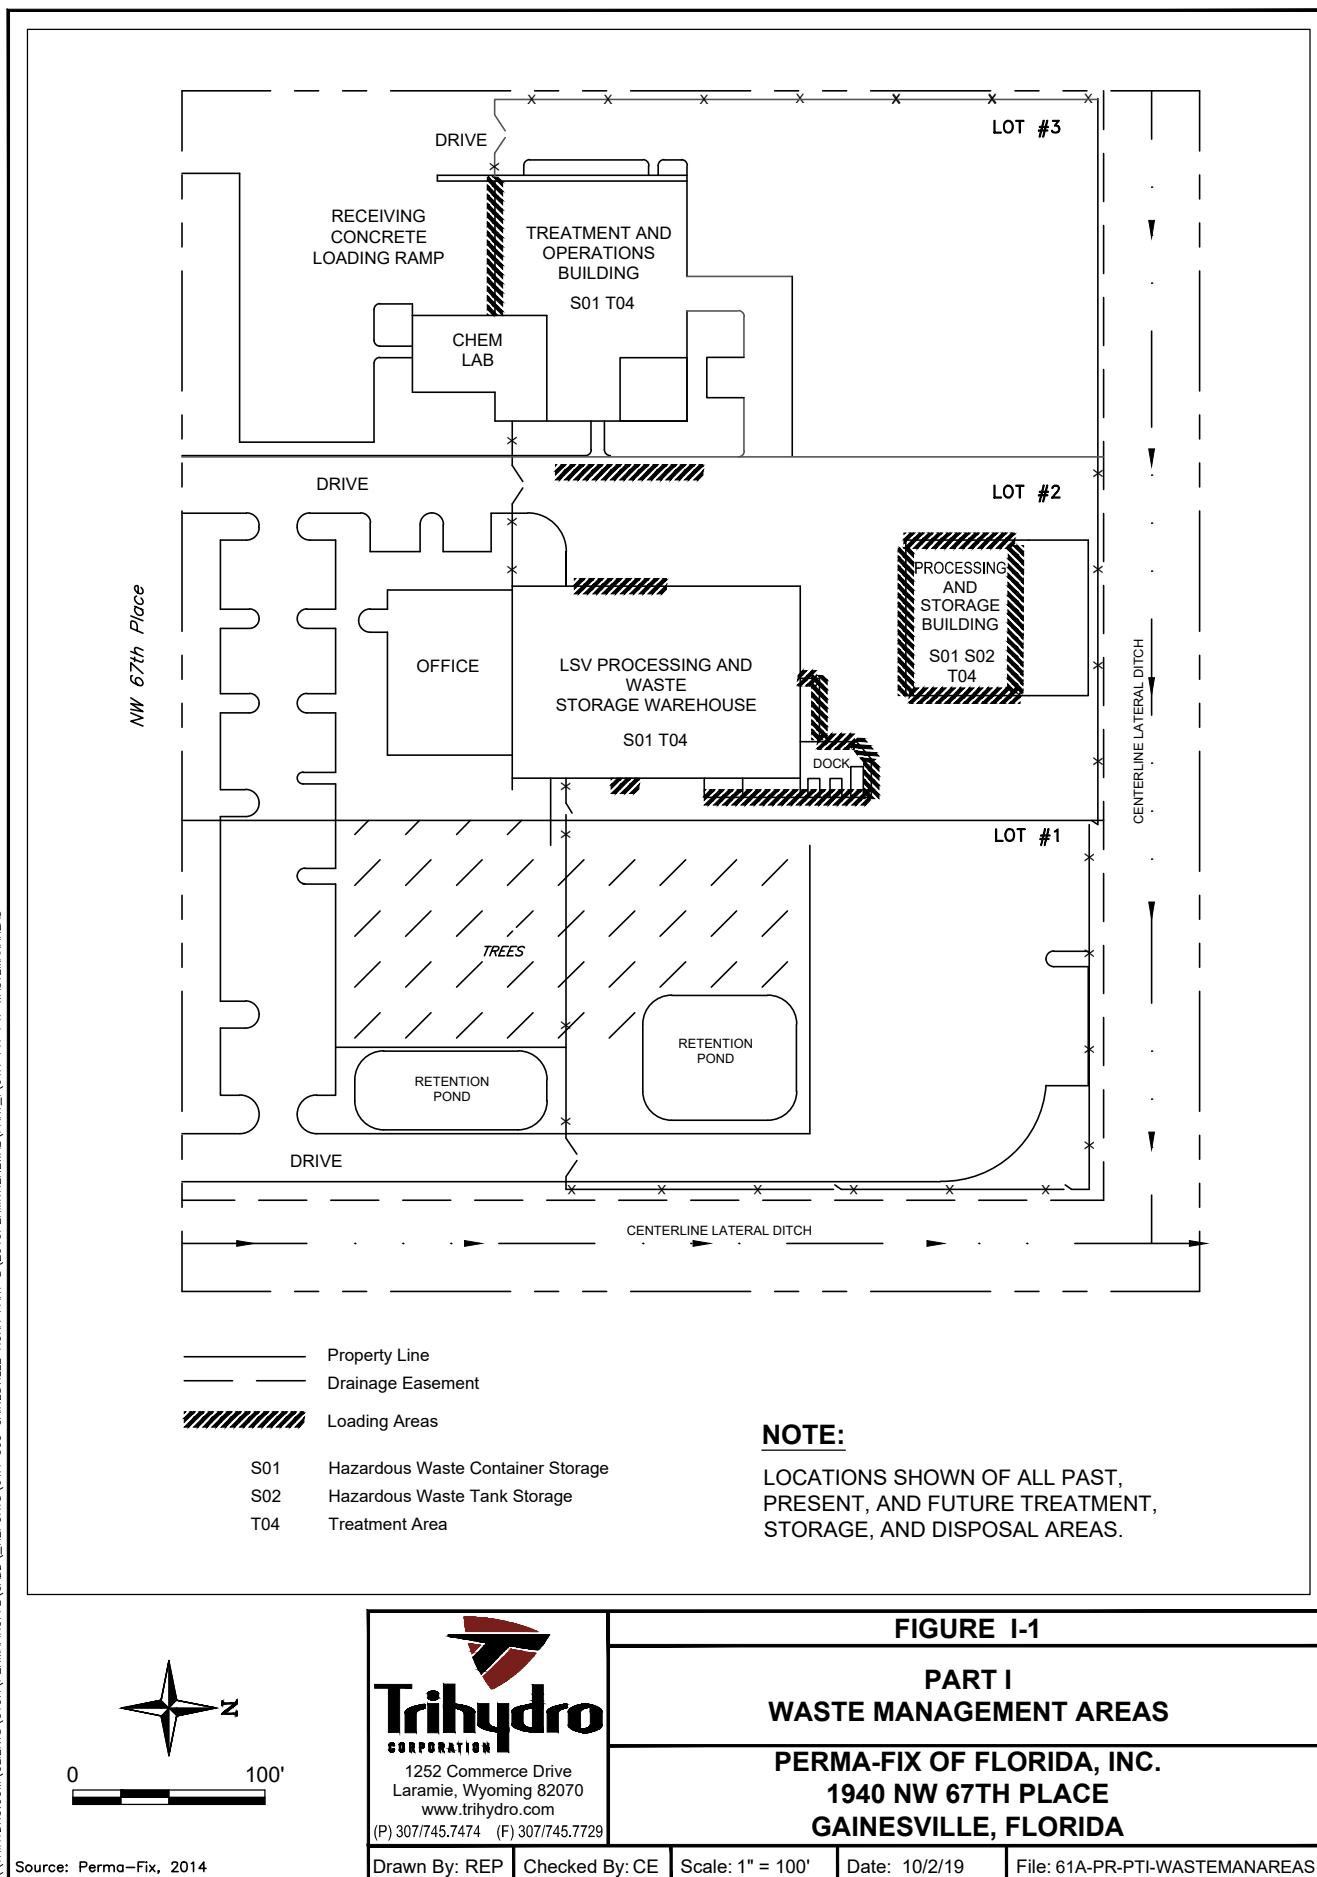 LOT #3
DRIVE
RECEIVING
CONCRETE
LOADING RAMP
TREATMENT AND
OPERATIONS
BUILDING
S01 T04
CHEM
LAB
DRIVE
LOT #2
NW 67th Place
PROCESSING
AND
STORAGE
BUILDING
S01 S02
T04
OFFICE
LSV PROCESSING AND
WASTE
STORAGE WAREHOUSE
S01 T04
DOCK
CENTERLINE LATERAL DITCH
LOT #1
TREES
RETENTION
POND
RETENTION
POND
DRIVE
CENTERLINE LATERAL DITCH
Property Line
Drainage Easement
Loading Areas
S01 Hazardous Waste Container Storage
S02 Hazardous Waste Tank Storage
T04 Treatment Area
NOTE:
LOCATIONS SHOWN OF ALL PAST,
PRESENT, AND FUTURE TREATMENT,
STORAGE, AND DISPOSAL AREAS.
N
0 100'
Source: Perma-Fix, 2014
Trihydro
CORPORATION
1252 Commerce Drive
Laramie, Wyoming 82070
www.trihydro.com
(P) 307/745.7474 (F) 307/745.7729
FIGURE I-1
PART I
WASTE MANAGEMENT AREAS
PERMA-FIX OF FLORIDA, INC.
1940 NW 67TH PLACE
GAINESVILLE, FLORIDA
Drawn By: REP Checked By: CE Scale: 1" = 100' Date: 10/2/19 File: 61A-PR-PTI-WASTEMANAREAS